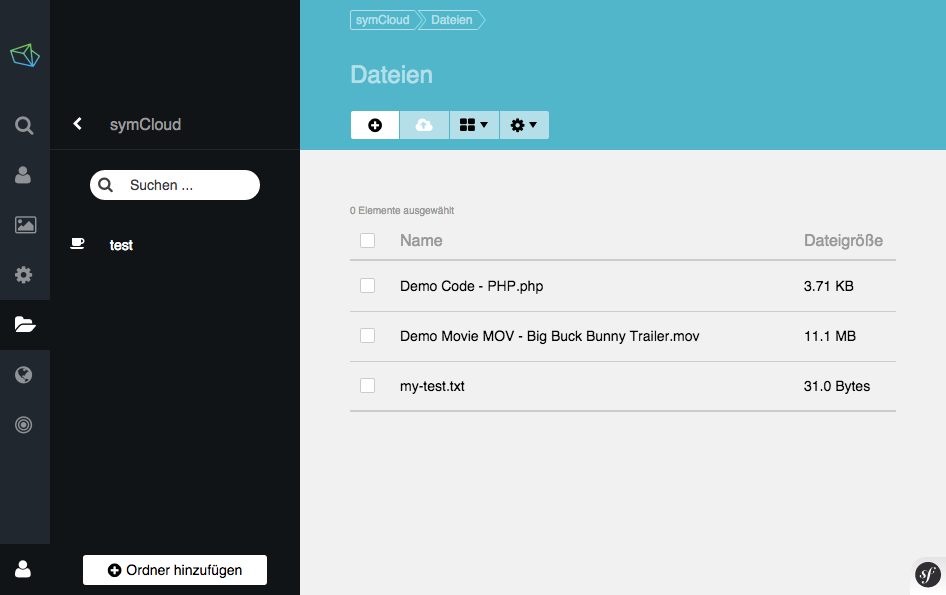 symCloud
Suchen ...
test
Ordner hinzufügen
symCloud Dateien
Dateien
0 Elemente ausgewählt
Name Dateigröße
Demo Code - PHP.php 3.71 KB
Demo Movie MOV - Big Buck Bunny Trailer.mov 11.1 MB
my-test.txt 31.0 Bytes
sf